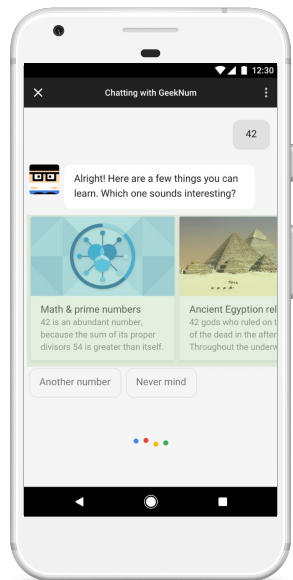 12:30
Chatting with GeekNum
42
Alright! Here are a few things you can
learn. Which one sounds interesting?
Math & prime numbers
42 is an abundant number,
because the sum of its proper
divisors 54 is greater than itself.
Ancient Egyption rel
42 gods who ruled on t
of the dead in the after
Throughout the underw
Another number
Never mind